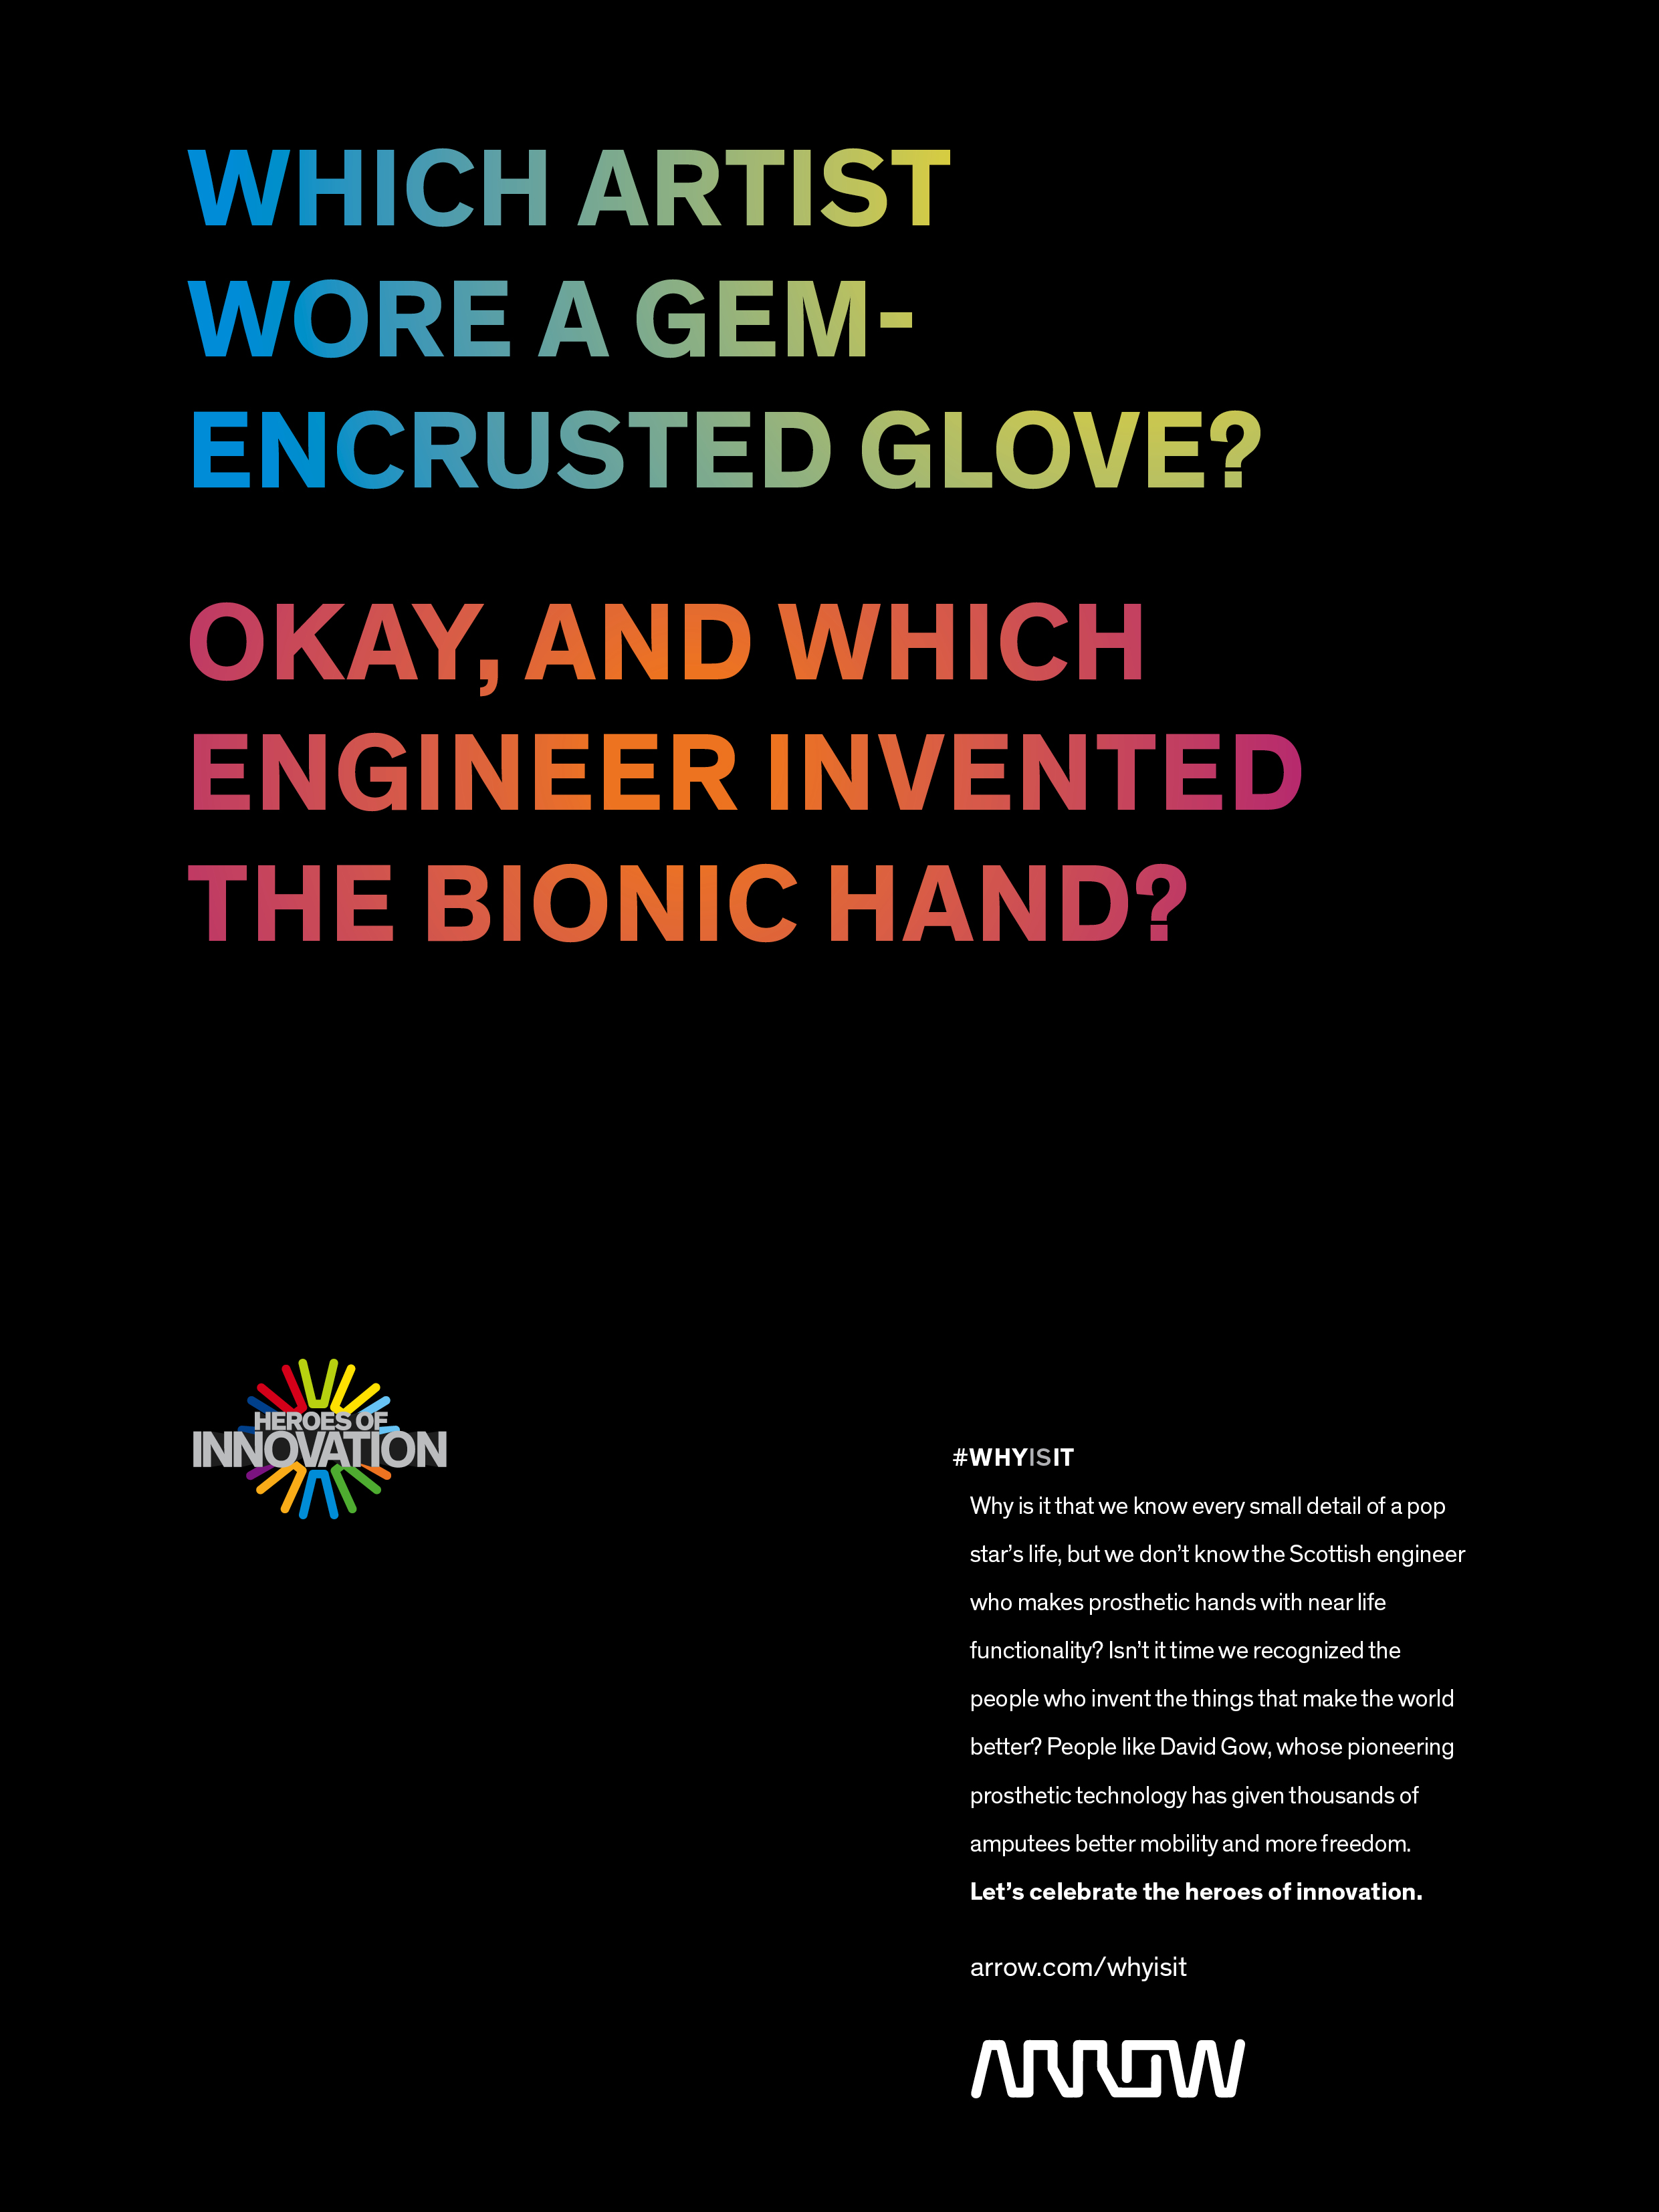 WHICH ARTIST
WORE A GEM-
ENCRUSTED GLOVE?
OKAY, AND WHICH
ENGINEER INVENTED
THE BIONIC HAND?
HEROES OF
INNOVATION
#WHYISIT
Why is it that we know every small detail of a pop
star’s life, but we don’t know the Scottish engineer
who makes prosthetic hands with near life
functionality? Isn’t it time we recognized the
people who invent the things that make the world
better? People like David Gow, whose pioneering
prosthetic technology has given thousands of
amputees better mobility and more freedom.
Let’s celebrate the heroes of innovation.
arrow.com/whyisit
ARROW